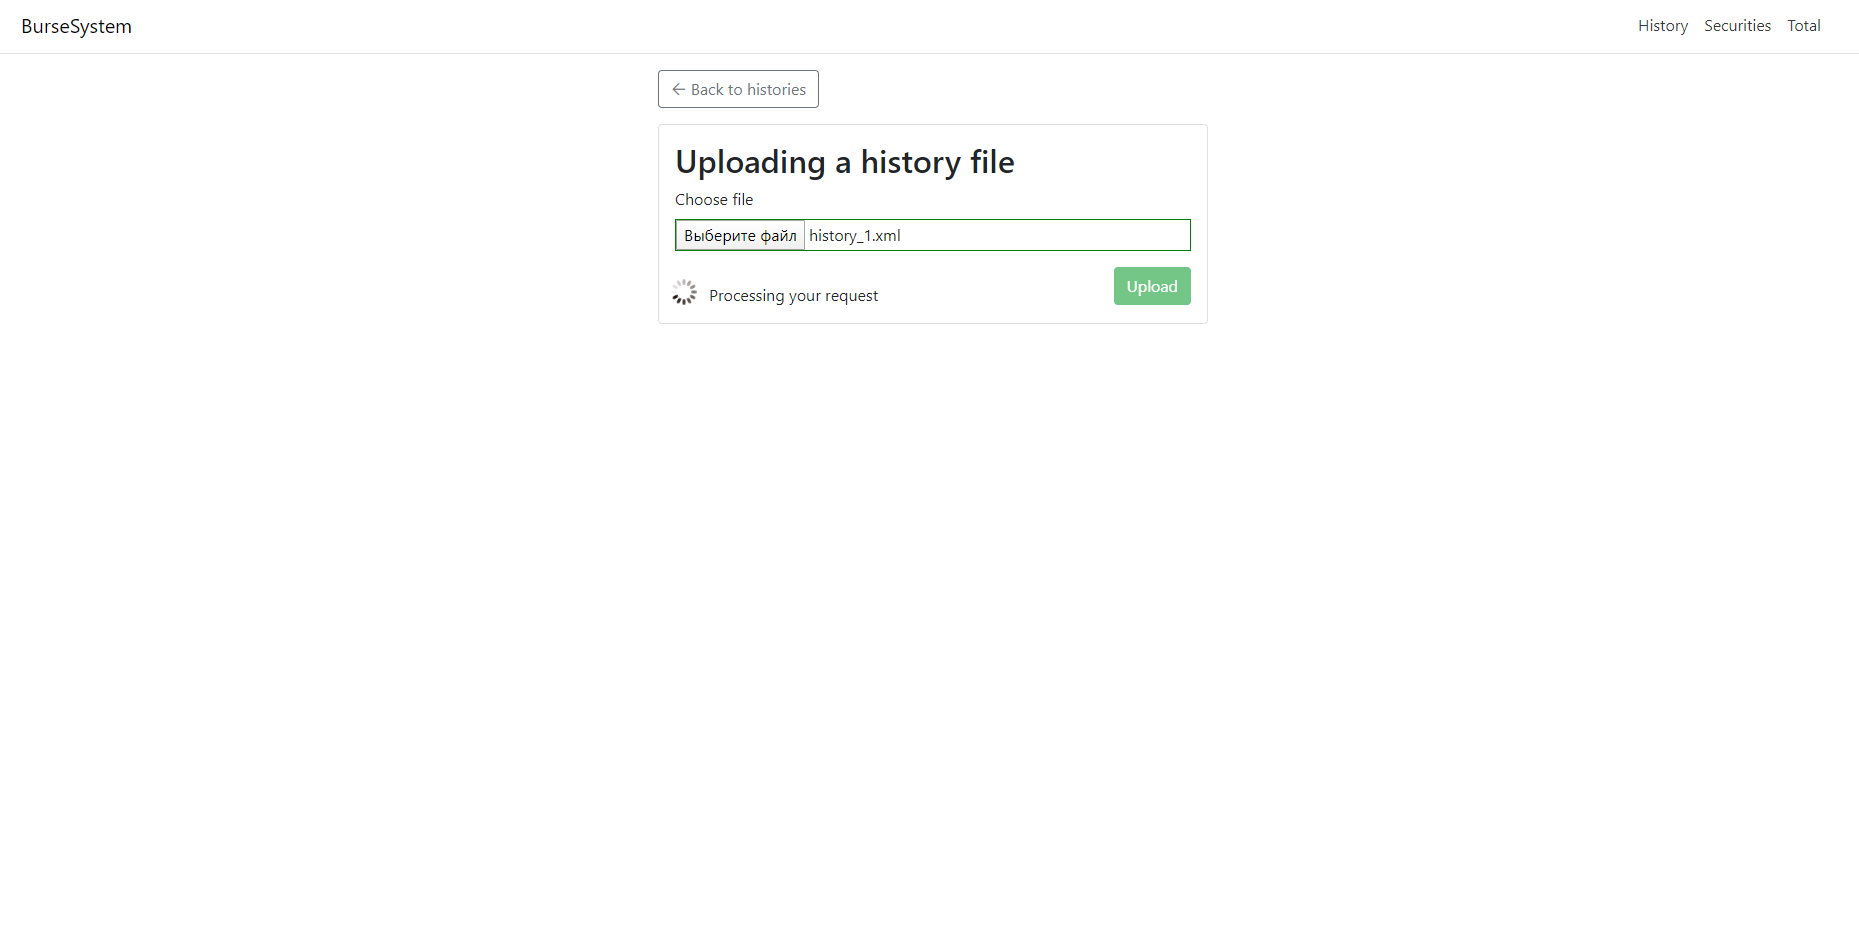 BurseSystem
History Securities Total
← Back to histories
Uploading a history file
Choose file
Выберите файл history_1.xml
Processing your request
Upload